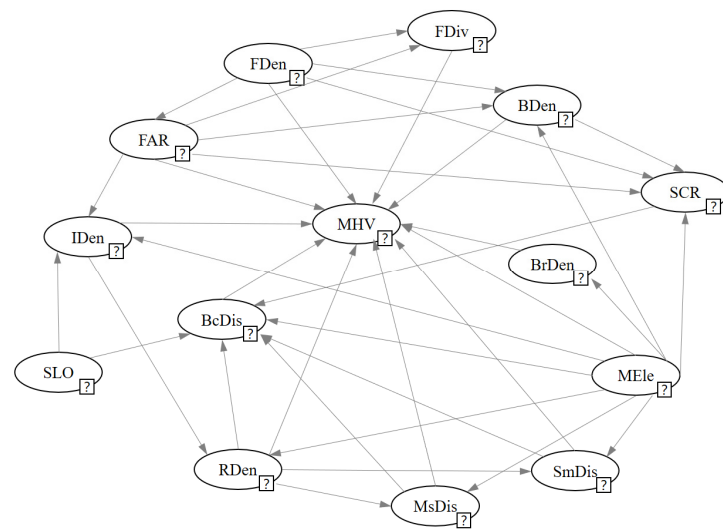 FDiv
?
FDen
?
BDen
?
FAR
?
SCR
?
MHV
?
IDen
?
BrDen
?
BcDis
?
SLO
?
MEle
?
RDen
?
SmDis
?
MsDis
?